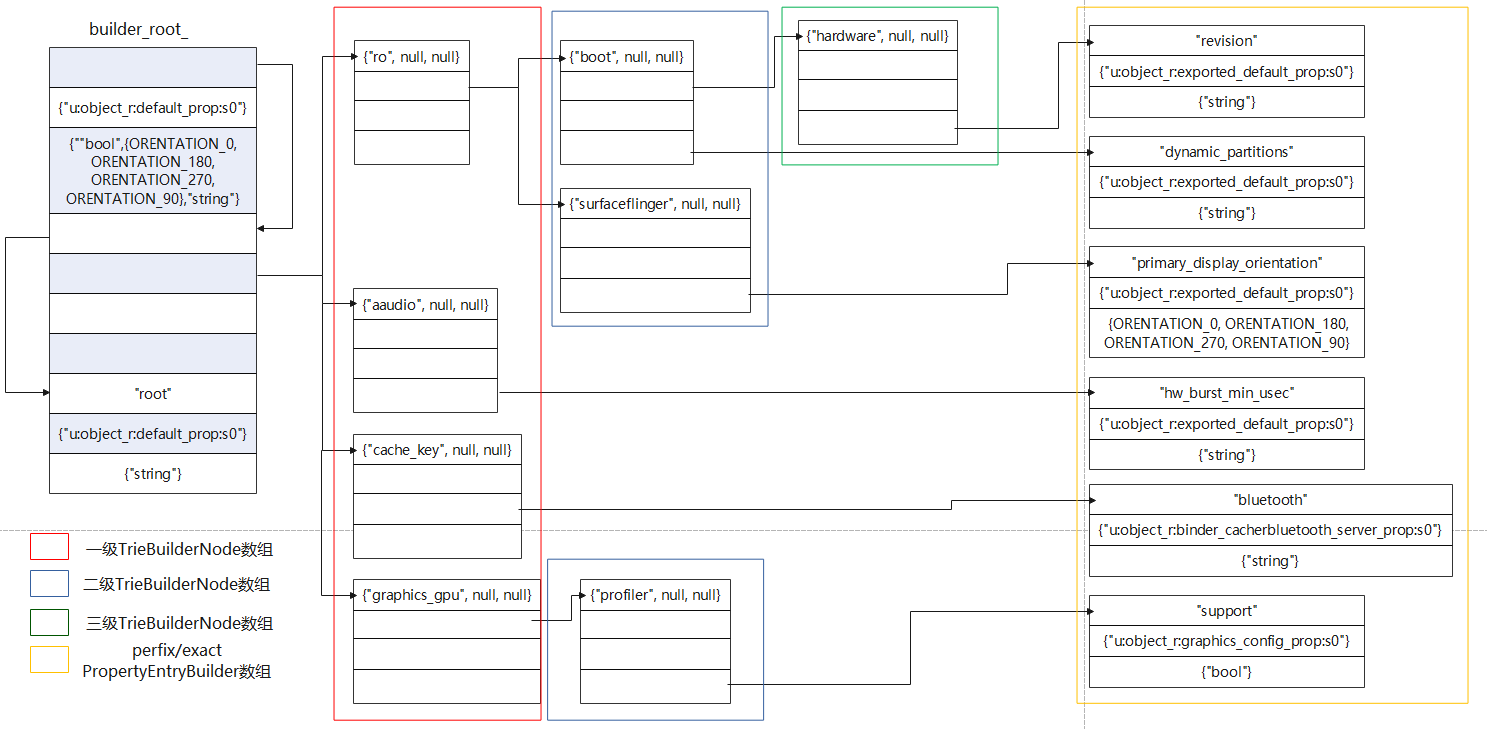 builder_root_
{"u:object_r:default_prop:s0"}
{""bool",{ORENTATION_0,
ORENTATION_180,
ORENTATION_270,
ORENTATION_90},"string"}
"root"
{"u:object_r:default_prop:s0"}
{"string"}
{"ro", null, null}
{"aaudio", null, null}
{"cache_key", null, null}
{"graphics_gpu", null, null}
{"boot", null, null}
{"surfaceflinger", null, null}
{"profiler", null, null}
{"hardware", null, null}
"revision"
{"u:object_r:exported_default_prop:s0"}
{"string"}
"dynamic_partitions"
{"u:object_r:exported_default_prop:s0"}
{"string"}
"primary_display_orientation"
{"u:object_r:exported_default_prop:s0"}
{ORENTATION_0, ORENTATION_180,
ORENTATION_270, ORENTATION_90}
"hw_burst_min_usec"
{"u:object_r:exported_default_prop:s0"}
{"string"}
"bluetooth"
{"u:object_r:binder_cacherbluetooth_server_prop:s0"}
{"string"}
"support"
{"u:object_r:graphics_config_prop:s0"}
{"bool"}
一级TrieBuilderNode数组
二级TrieBuilderNode数组
三级TrieBuilderNode数组
perfix/exact
PropertyEntryBuilder数组